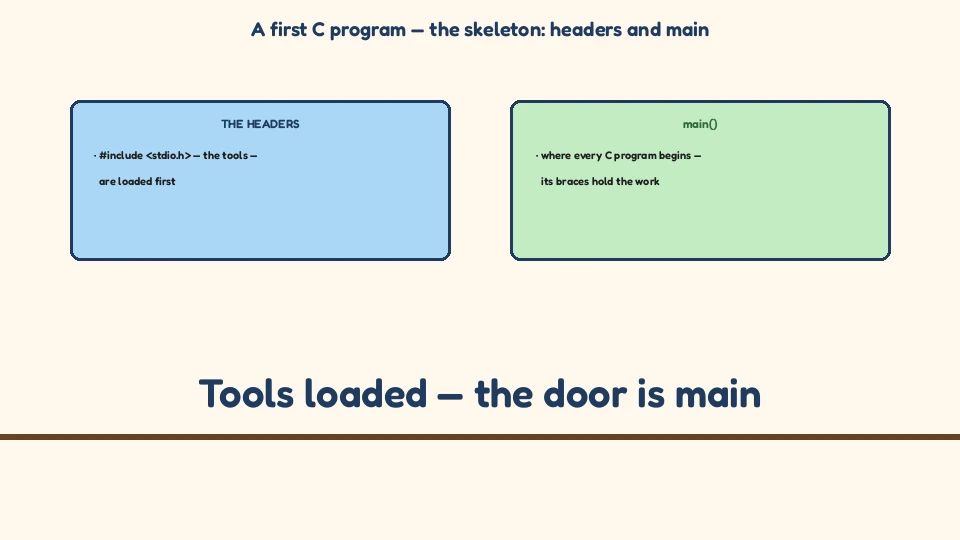 A first C program — the skeleton: headers and main
THE HEADERS
· #include <stdio.h> — the tools —
are loaded first
main()
· where every C program begins —
its braces hold the work
Tools loaded — the door is main